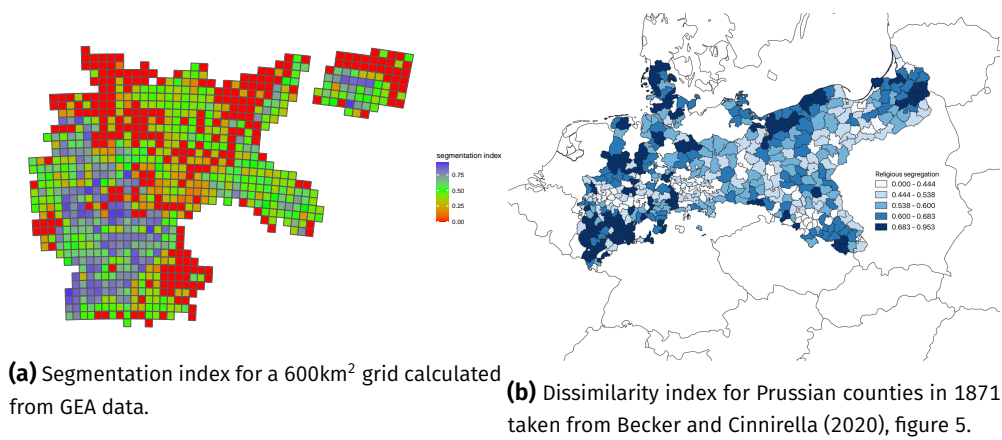 segmentation index
0.75
0.50
0.25
0.00
Religious segregation
0.000 - 0.444
0.444 - 0.538
0.538 - 0.600
0.600 - 0.683
0.683 - 0.953
(a) Segmentation index for a 600km² grid calculated
from GEA data.
(b) Dissimilarity index for Prussian counties in 1871
taken from Becker and Cinnirella (2020), figure 5.